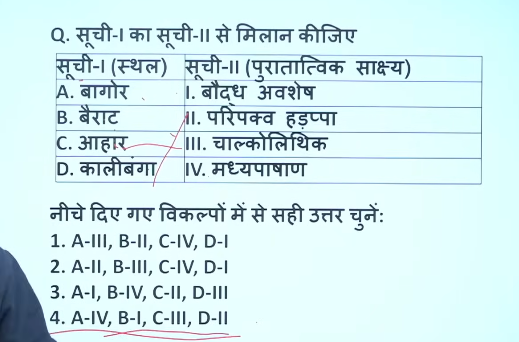 Q. सूची-I का सूची-II से मिलान कीजिए
सूची-I (स्थल) सूची-II (पुरातात्विक साक्ष्य)
A. बागोर I. बौद्ध अवशेष
B. बैराट II. परिपक्व हड़प्पा
C. आहार III. चाल्कोलिथिक
D. कालीबंगा IV. मध्यपाषाण
नीचे दिए गए विकल्पों में से सही उत्तर चुनें:
1. A-III, B-II, C-IV, D-I
2. A-II, B-III, C-IV, D-I
3. A-I, B-IV, C-II, D-III
4. A-IV, B-I, C-III, D-II